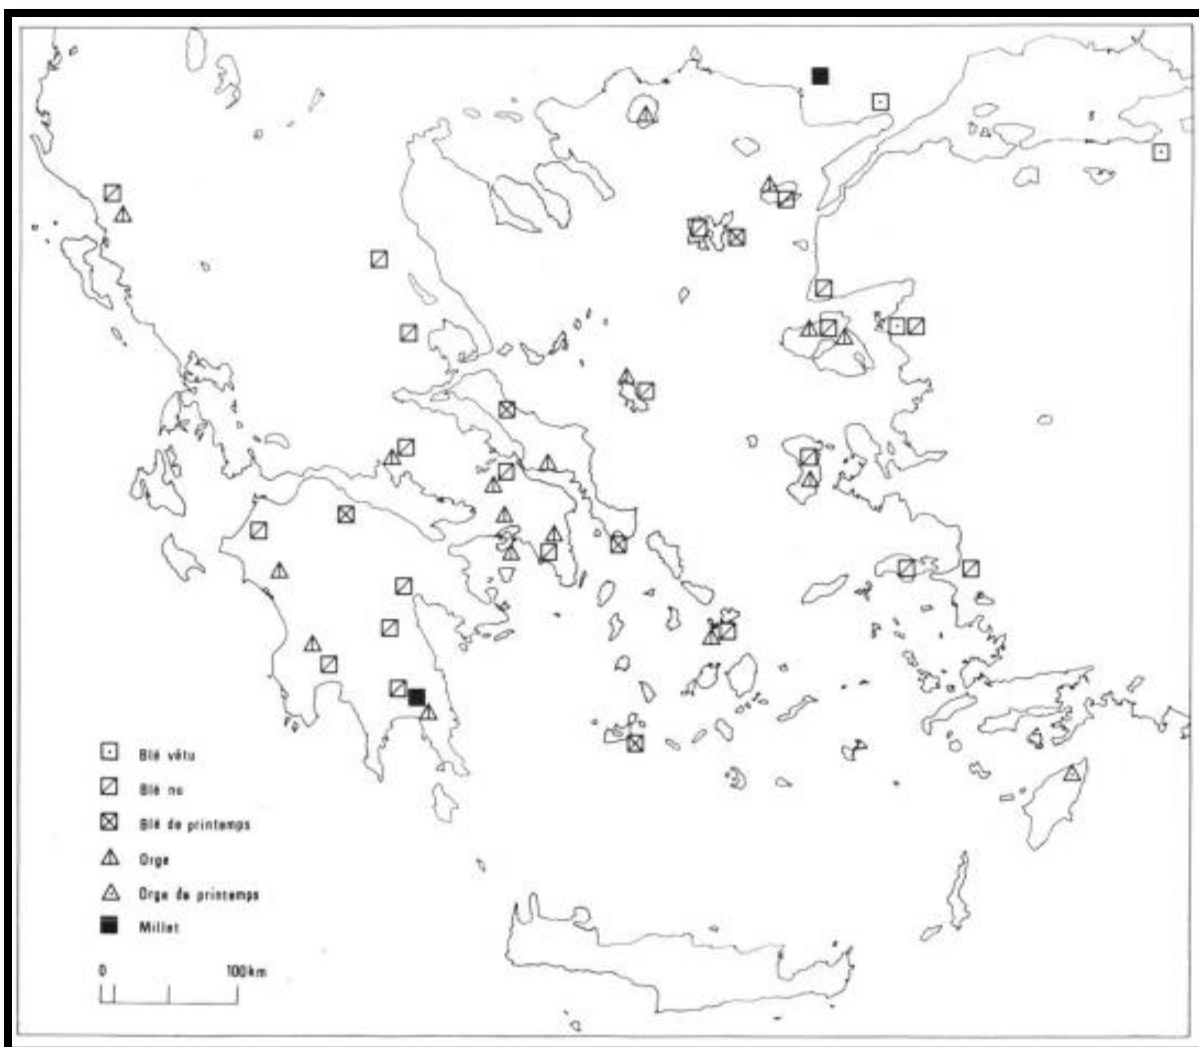 Blé vêtu
Blé nu
Blé de printemps
Orge
Orge de printemps
Millet
0 100km